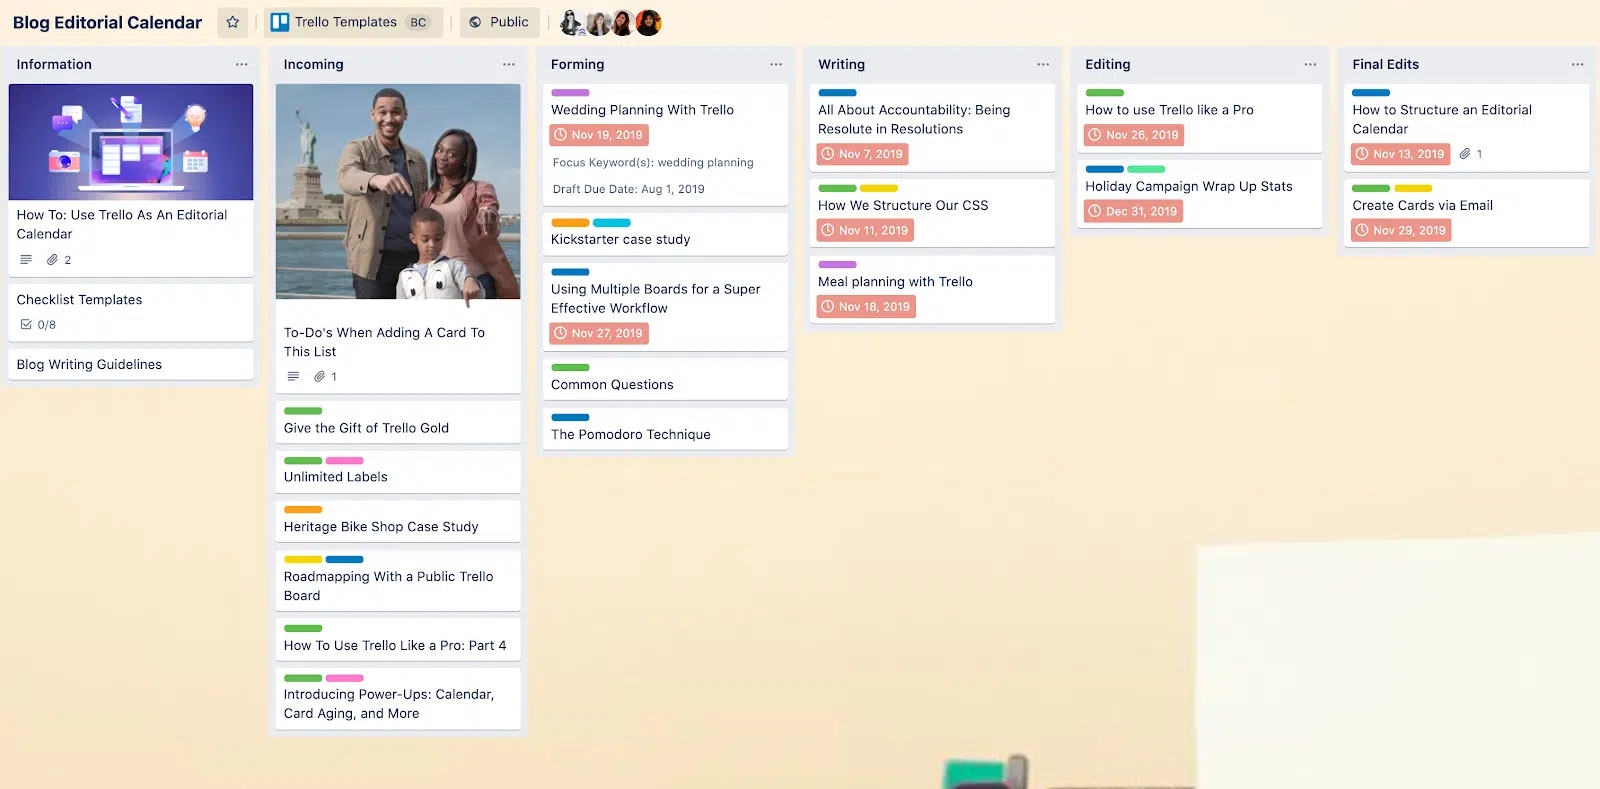 Blog Editorial Calendar
Trello Templates BC
Public
Information
How To: Use Trello As An Editorial
Calendar
2
Checklist Templates
0/8
Blog Writing Guidelines
Incoming
To-Do's When Adding A Card To
This List
1
Give the Gift of Trello Gold
Unlimited Labels
Heritage Bike Shop Case Study
Roadmapping With a Public Trello
Board
How To Use Trello Like a Pro: Part 4
Introducing Power-Ups: Calendar,
Card Aging, and More
Forming
Wedding Planning With Trello
Nov 19, 2019
Focus Keyword(s): wedding planning
Draft Due Date: Aug 1, 2019
Kickstarter case study
Using Multiple Boards for a Super
Effective Workflow
Nov 27, 2019
Common Questions
The Pomodoro Technique
Writing
All About Accountability: Being
Resolute in Resolutions
Nov 7, 2019
How We Structure Our CSS
Nov 11, 2019
Meal planning with Trello
Nov 18, 2019
Editing
How to use Trello like a Pro
Nov 26, 2019
Holiday Campaign Wrap Up Stats
Dec 31, 2019
Final Edits
How to Structure an Editorial
Calendar
Nov 13, 2019 1
Create Cards via Email
Nov 29, 2019